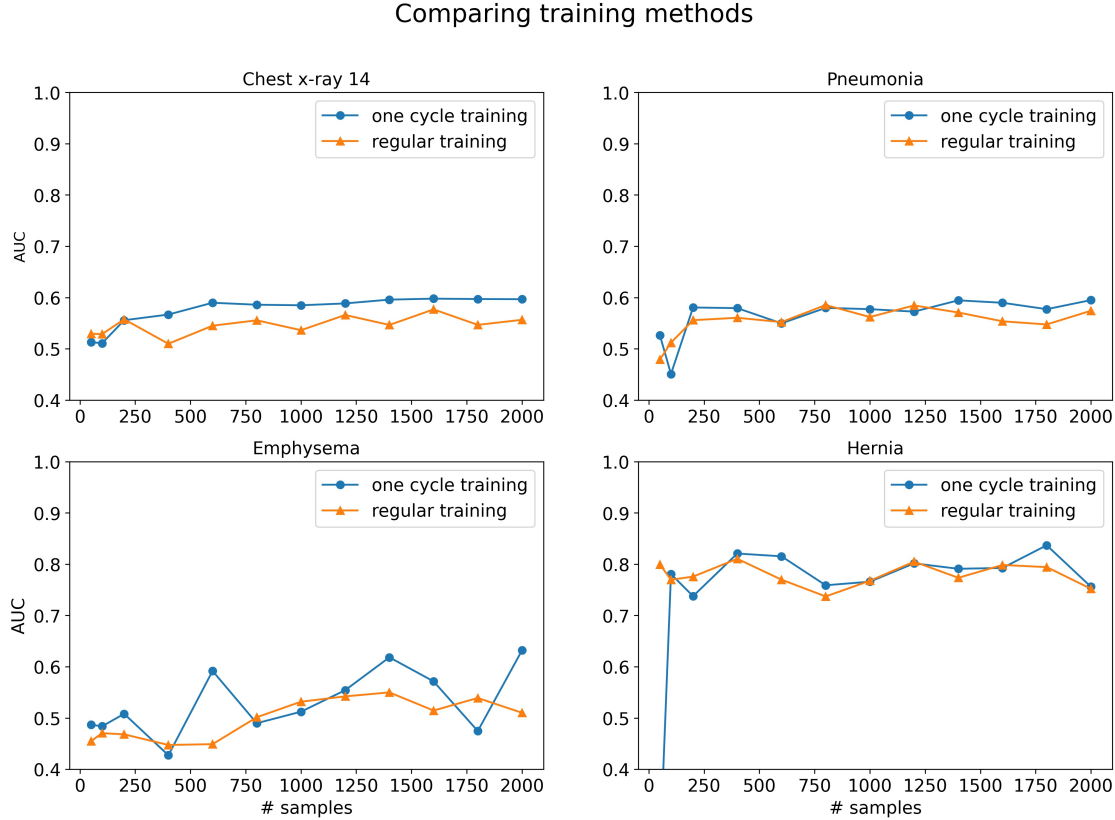 Comparing training methods
Chest x-ray 14
1.0
0.9
0.8
0.7
0.6
0.5
0.4
AUC
one cycle training
regular training
0 250 500 750 1000 1250 1500 1750 2000
Pneumonia
1.0
0.9
0.8
0.7
0.6
0.5
0.4
one cycle training
regular training
0 250 500 750 1000 1250 1500 1750 2000
Emphysema
1.0
0.9
0.8
0.7
0.6
0.5
0.4
AUC
one cycle training
regular training
0 250 500 750 1000 1250 1500 1750 2000
# samples
Hernia
1.0
0.9
0.8
0.7
0.6
0.5
0.4
one cycle training
regular training
0 250 500 750 1000 1250 1500 1750 2000
# samples